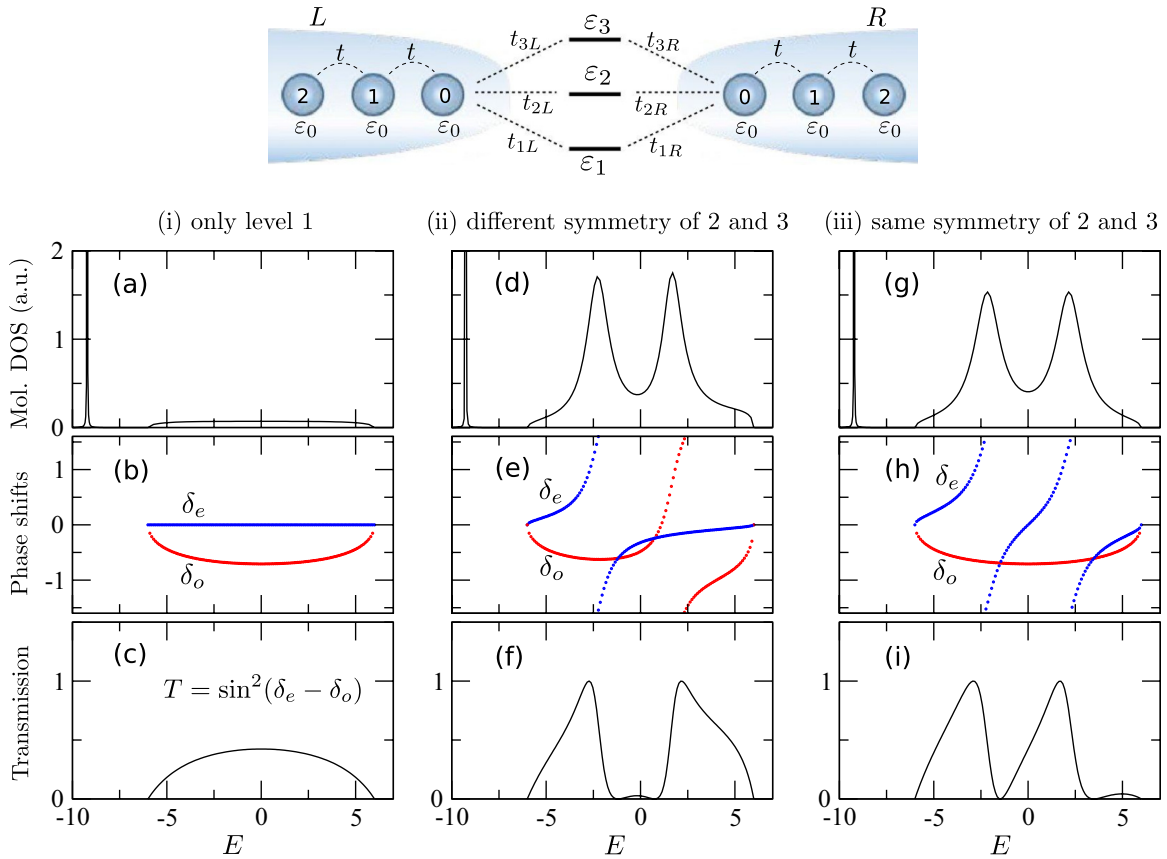 L R
ε₃
t₃L t₃R
t t t t
2 1 0 ε₂ 0 1 2
t₂L t₂R
ε₀ ε₀ ε₀ ε₀ ε₀ ε₀
t₁L t₁R
ε₁
(i) only level 1 (ii) different symmetry of 2 and 3 (iii) same symmetry of 2 and 3
Mol. DOS (a.u.)
2
1
0
(a) (d) (g)
Phase shifts
1
0
-1
(b) (e) (h)
δₑ δₑ δₑ
δₒ δₒ δₒ
Transmission
1
0
(c) (f) (i)
T = sin²(δₑ − δₒ)
-10 -5 0 5 -10 -5 0 5 -10 -5 0 5
E E E